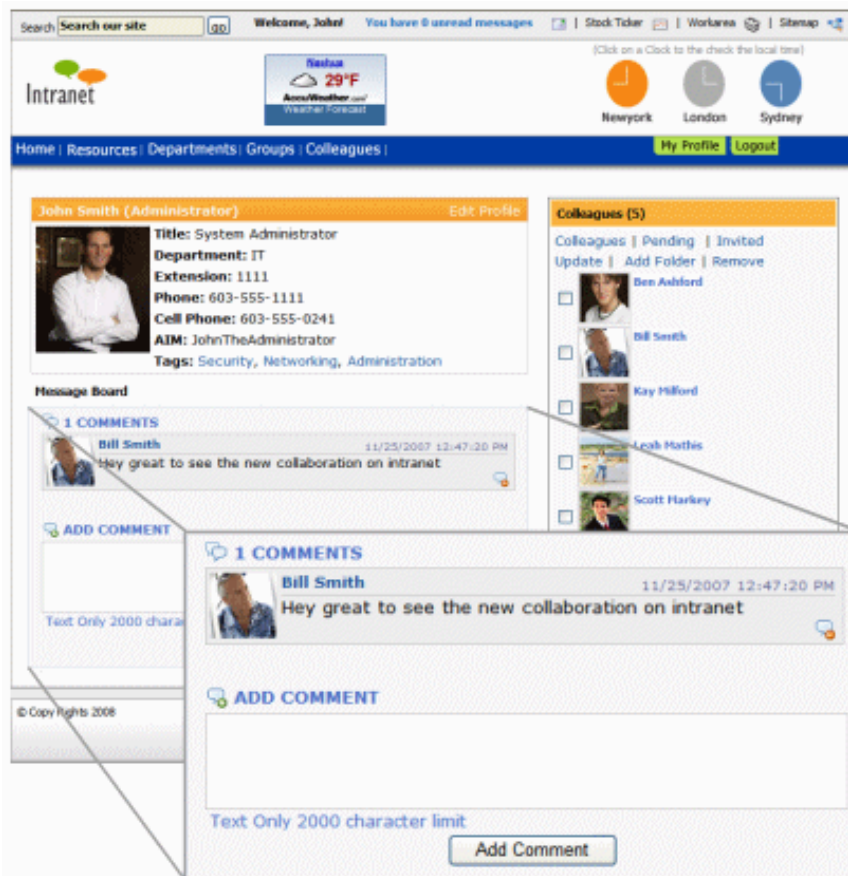 Search Search our site go Welcome, John! You have 0 unread messages | Stock Ticker | Workarea | Sitemap
(Click on a Clock to the check the local time)
Intranet
Nashua
29°F
AccuWeather.com
Weather Forecast
Newyork London Sydney
Home | Resources | Departments | Groups | Colleagues |
My Profile Logout
John Smith (Administrator) Edit Profile
Title: System Administrator
Department: IT
Extension: 1111
Phone: 603-555-1111
Cell Phone: 603-555-0241
AIM: JohnTheAdministrator
Tags: Security, Networking, Administration
Colleagues (5)
Colleagues | Pending | Invited
Update | Add Folder | Remove
Ben Ashford
Bill Smith
Kay Milford
Leah Mathis
Scott Markey
Message Board
1 COMMENTS
Bill Smith 11/25/2007 12:47:20 PM
Hey great to see the new collaboration on intranet
ADD COMMENT
Text Only 2000 chara
© Copy Rights 2008
1 COMMENTS
Bill Smith 11/25/2007 12:47:20 PM
Hey great to see the new collaboration on intranet
ADD COMMENT
Text Only 2000 character limit
Add Comment